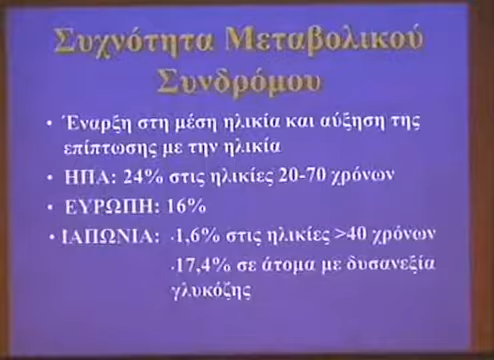 Συχνότητα Μεταβολικού
Συνδρόμου
• Έναρξη στη μέση ηλικία και αύξηση της
επίπτωσης με την ηλικία
• ΗΠΑ: 24% στις ηλικίες 20-70 χρόνων
• ΕΥΡΩΠΗ: 16%
• ΙΑΠΩΝΙΑ: ·1,6% στις ηλικίες >40 χρόνων
·17,4% σε άτομα με δυσανεξία
γλυκόζης